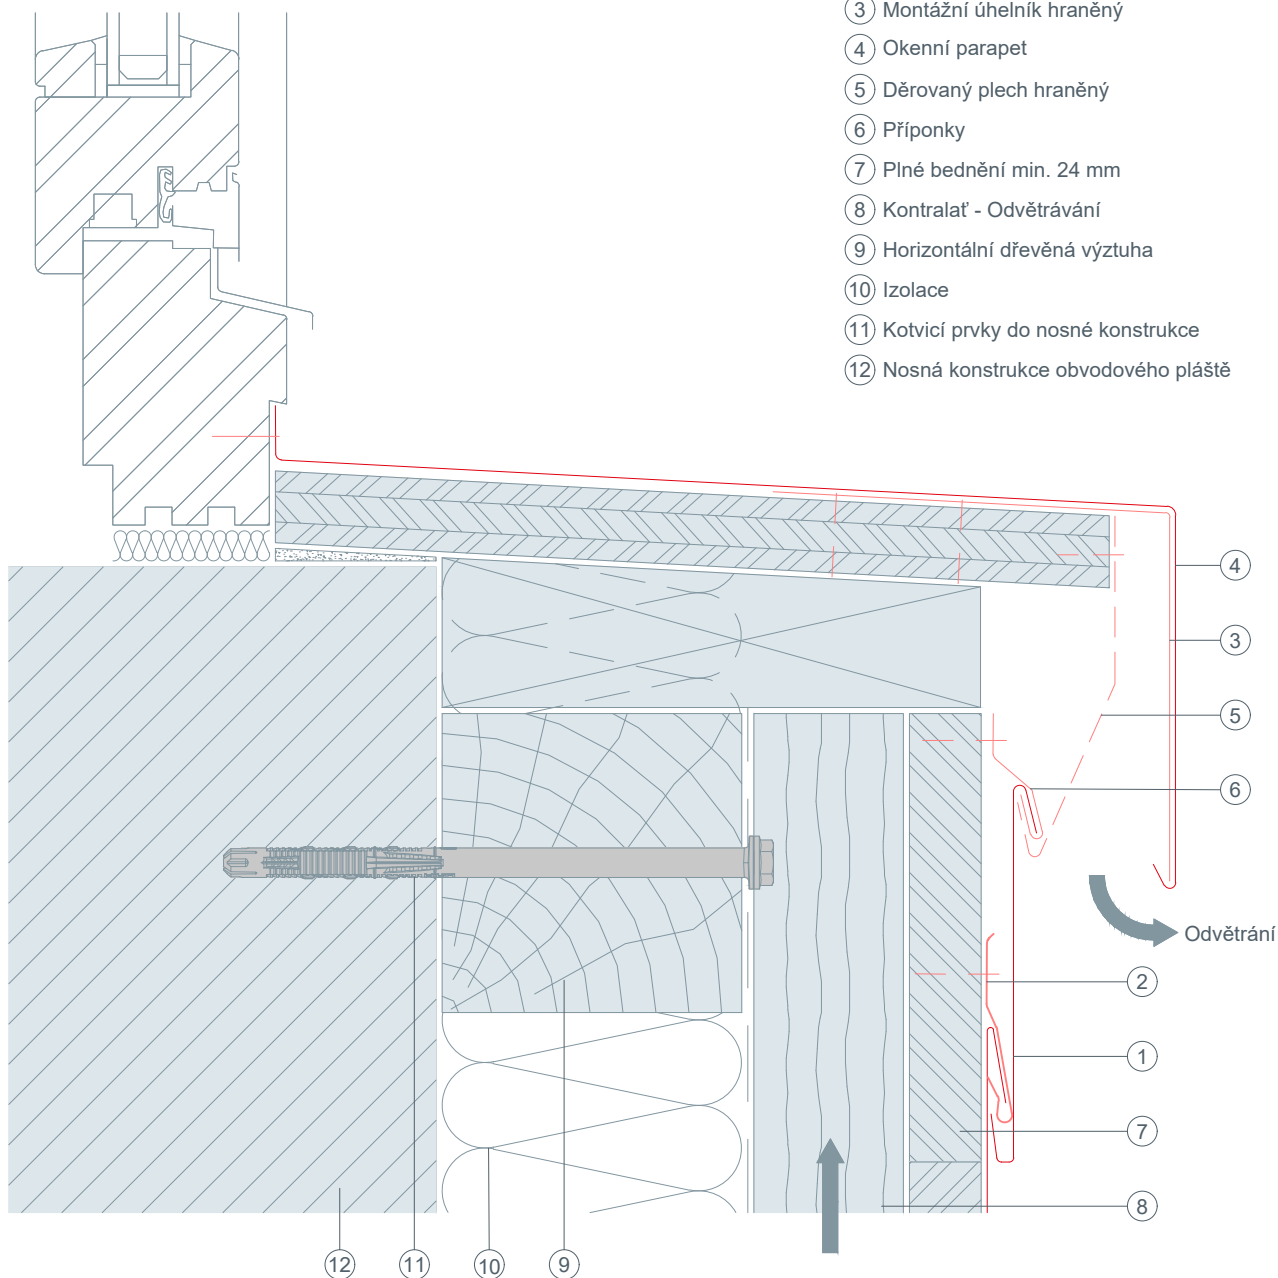 3 Montážní úhelník hraněný
4 Okenní parapet
5 Děrovaný plech hraněný
6 Příponky
7 Plné bednění min. 24 mm
8 Kontralať - Odvětrávání
9 Horizontální dřevěná výztuha
10 Izolace
11 Kotvicí prvky do nosné konstrukce
12 Nosná konstrukce obvodového pláště
4
3
5
6
Odvětrání
2
1
7
8
12 11 10 9